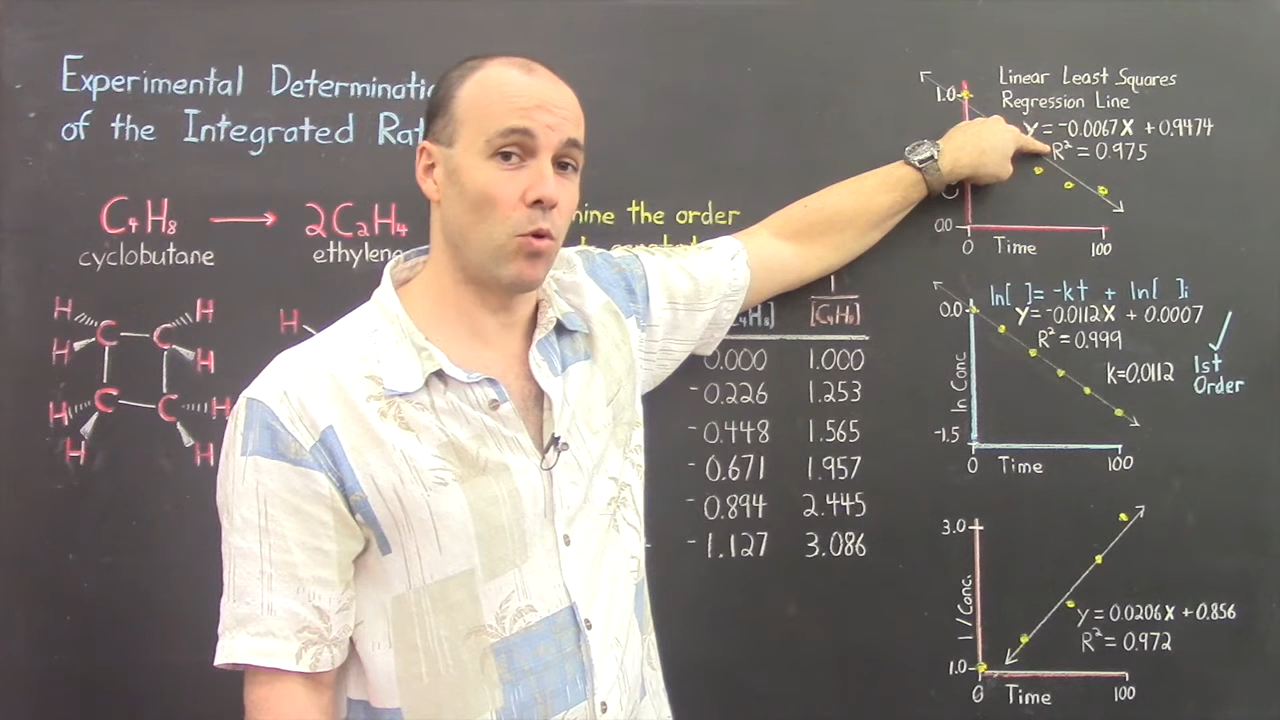 Experimental Determinatio
of the Integrated Rat
C₄H₈ → 2C₂H₄
cyclobutane ethylene
mine the order
H H
C C
H H
H
C C
H H
H H
1
C₄H₈] [C₄H₈]
0.000 1.000
-0.226 1.253
-0.448 1.565
-0.671 1.957
-0.894 2.445
-1.127 3.086
Linear Least Squares
Regression Line
1.0
Y = -0.0067X + 0.9474
R² = 0.975
0.0
0 Time 100
ln[ ] = -kt + ln[ ]i
0.0
Y = -0.0112X + 0.0007
R² = 0.999
k=0.0112 1st
Order
ln Conc
-1.5
0 Time 100
3.0
1/Conc.
y = 0.0206X + 0.856
R² = 0.972
1.0
0 Time 100